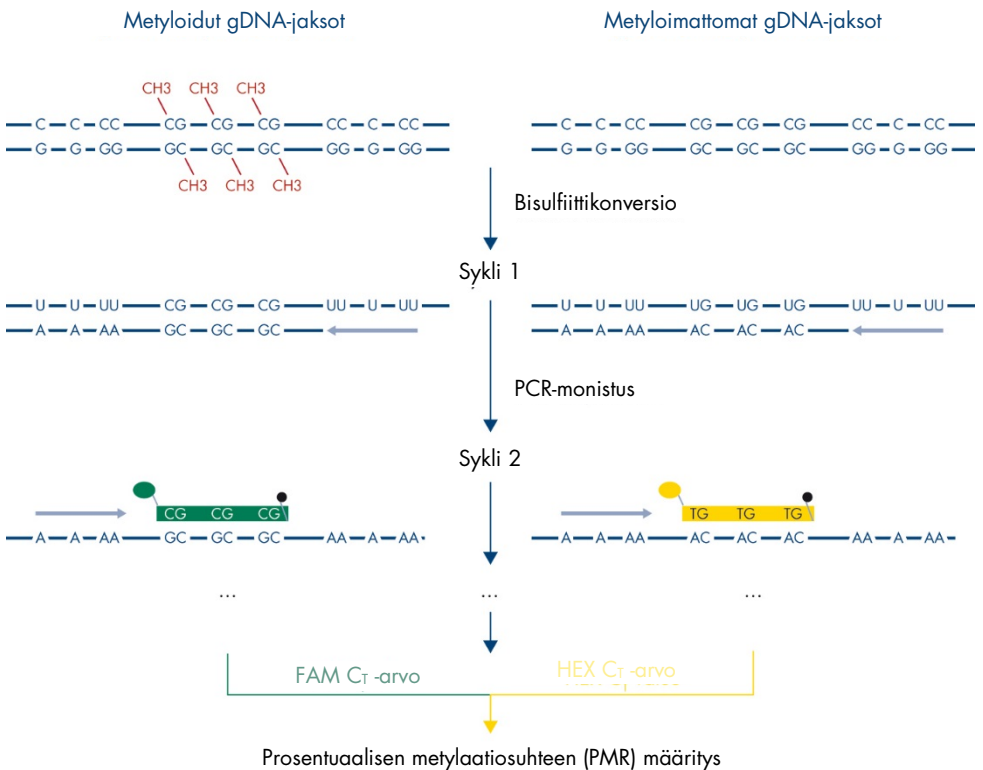 Metyloidut gDNA-jaksot
Metyloimattomat gDNA-jaksot
CH3 CH3 CH3
C C CC CG CG CG CC C CC
C C CC CG CG CG CC C CC
G G GG GC GC GC GG G GG
G G GG GC GC GC GG G GG
CH3 CH3 CH3
Bisulfiittikonversio
Sykli 1
U U UU CG CG CG UU U UU
U U UU UG UG UG UU U UU
A A AA GC GC GC
A A AA AC AC AC
PCR-monistus
Sykli 2
CG CG CG
TG TG TG
A A AA GC GC GC AA A AA
A A AA AC AC AC AA A AA
... ... ...
FAM CT -arvo
HEX CT -arvo
Prosentuaalisen metylaatiosuhteen (PMR) määritys